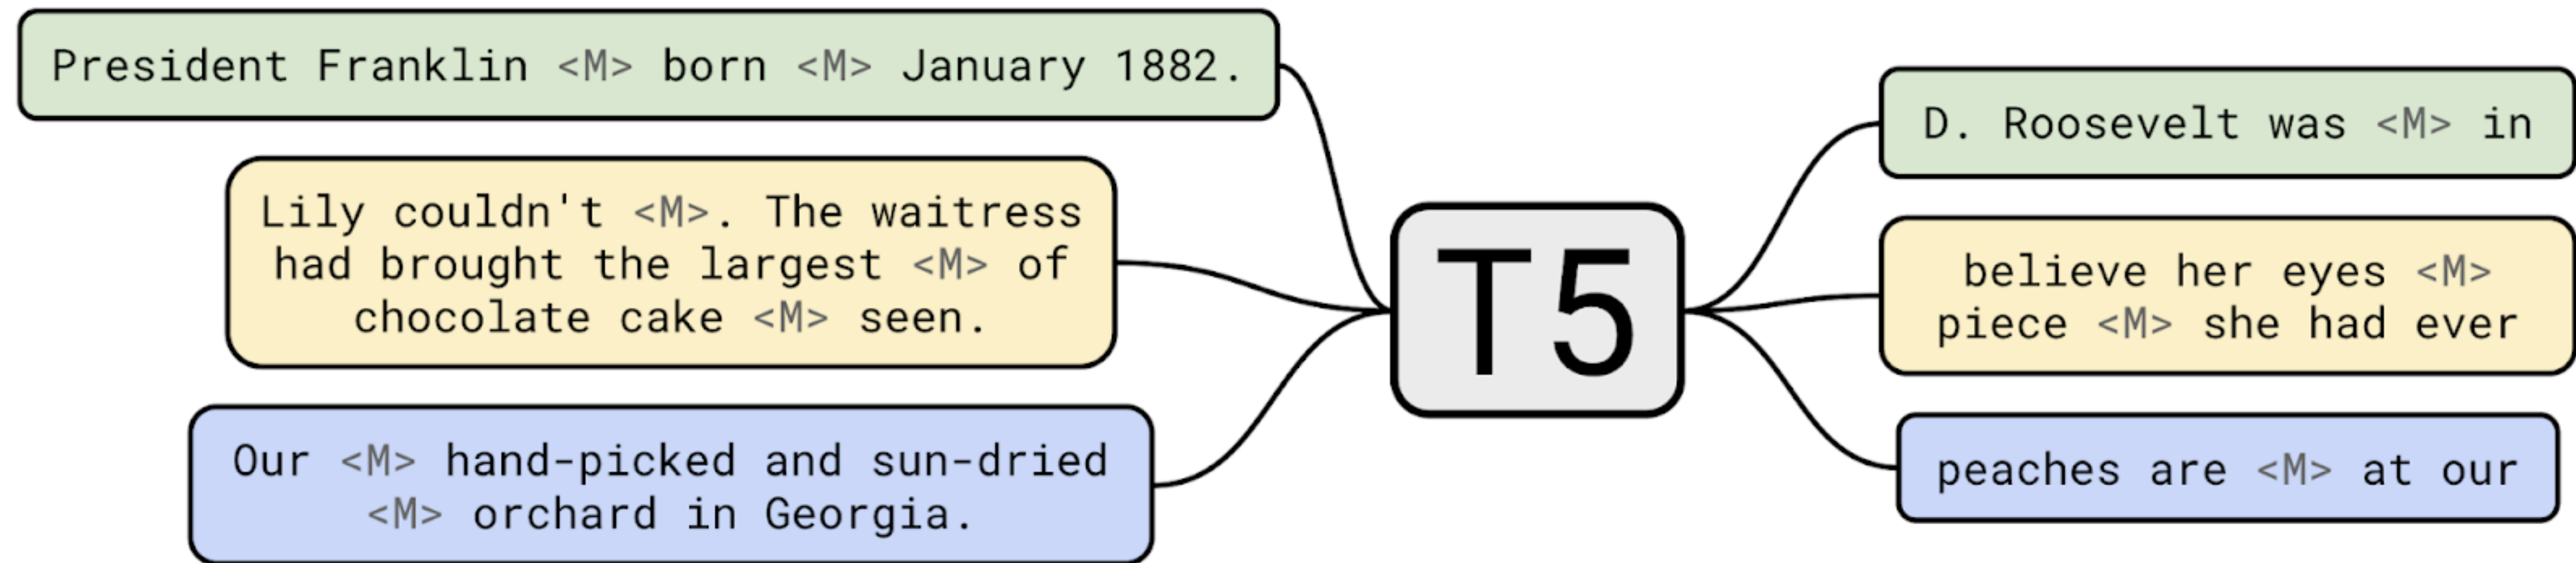 President Franklin <M> born <M> January 1882.
Lily couldn't <M>. The waitress
had brought the largest <M> of
chocolate cake <M> seen.
Our <M> hand-picked and sun-dried
<M> orchard in Georgia.
T5
D. Roosevelt was <M> in
believe her eyes <M>
piece <M> she had ever
peaches are <M> at our